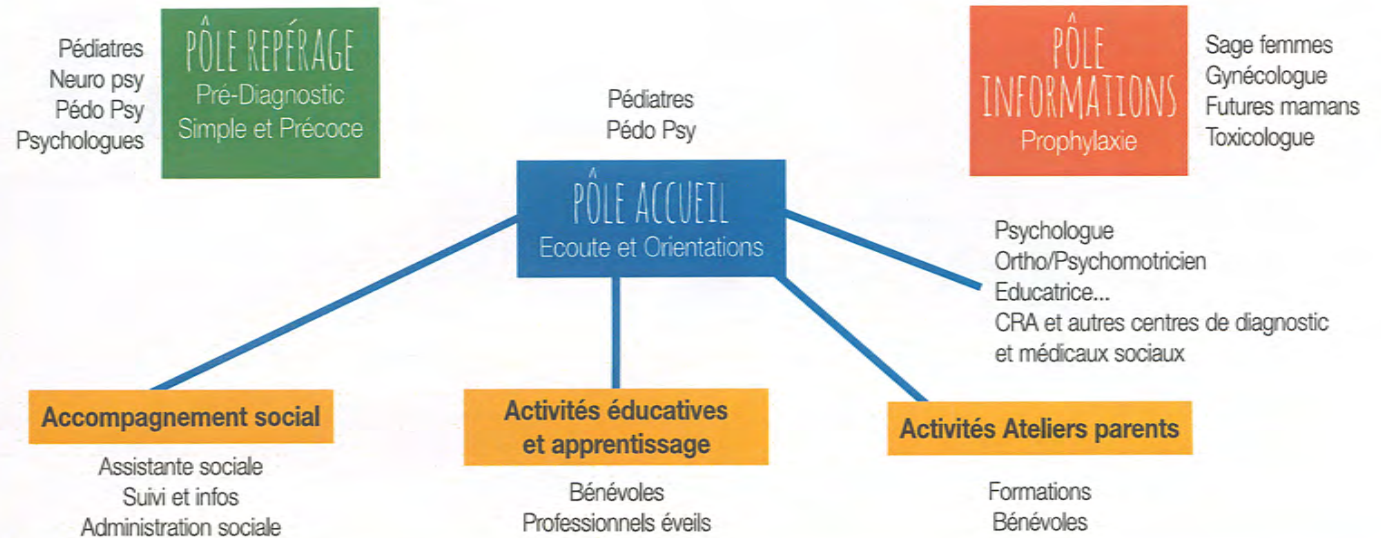 Pédiatres
Neuro psy
Pédo Psy
Psychologues
PÔLE REPÉRAGE
Pré-Diagnostic
Simple et Précoce
Pédiatres
Pédo Psy
PÔLE ACCUEIL
Ecoute et Orientations
PÔLE
INFORMATIONS
Prophylaxie
Sage femmes
Gynécologue
Futures mamans
Toxicologue
Psychologue
Ortho/Psychomotricien
Educatrice...
CRA et autres centres de diagnostic
et médicaux sociaux
Accompagnement social
Assistante sociale
Suivi et infos
Administration sociale
Activités éducatives
et apprentissage
Bénévoles
Professionnels éveils
Activités Ateliers parents
Formations
Bénévoles